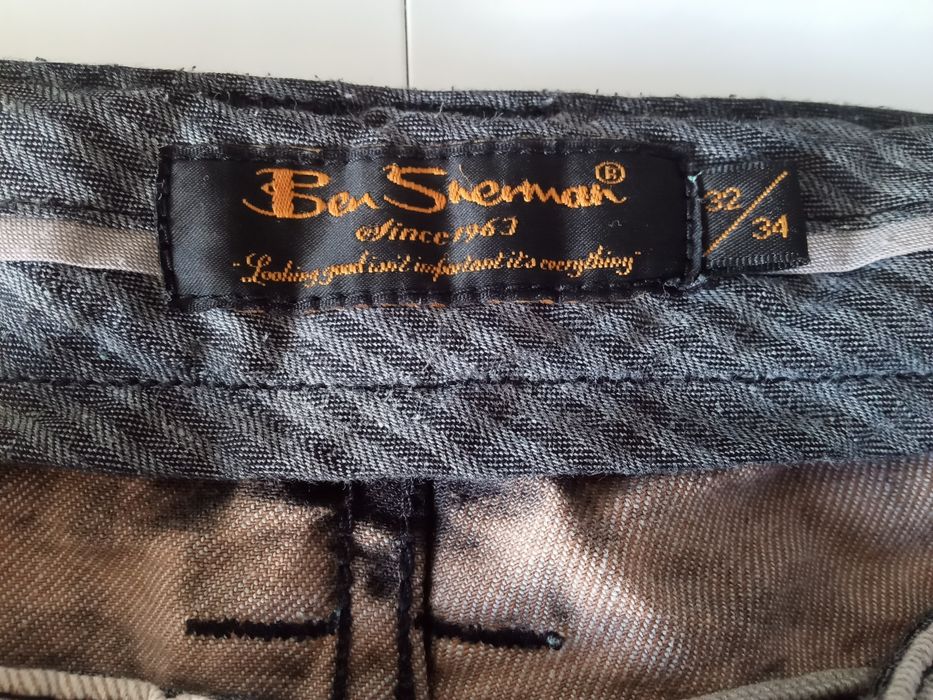 Ben Sherman®
Since 1963
"Looking good isn't important it's everything"
32/34